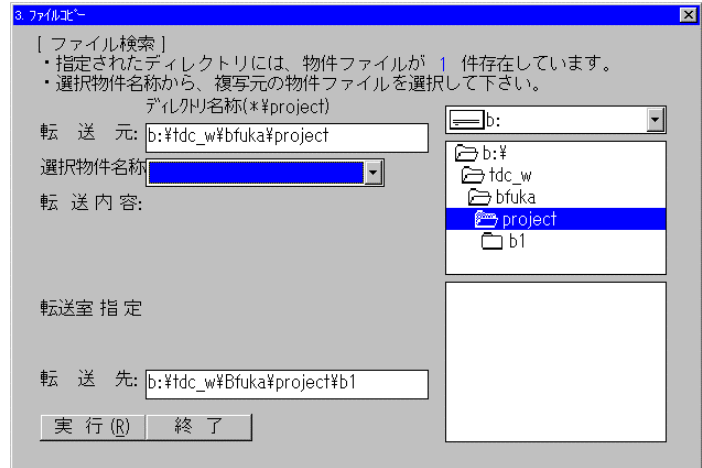 3. ﾌｧｲﾙｺﾋﾟｰ
[ ファイル検索 ]
・指定されたディレクトリには、物件ファイルが 1 件存在しています。
・選択物件名称から、複写元の物件ファイルを選択して下さい。
ﾃﾞｨﾚｸﾄﾘ名称(*¥project)
転 送 元: b:¥tdc_w¥bfuka¥project
選択物件名称
転 送 内 容:
転送室 指 定
転 送 先: b:¥tdc_w¥Bfuka¥project¥b1
実 行 (R) 終 了
b:
b:¥
tdc_w
bfuka
project
b1